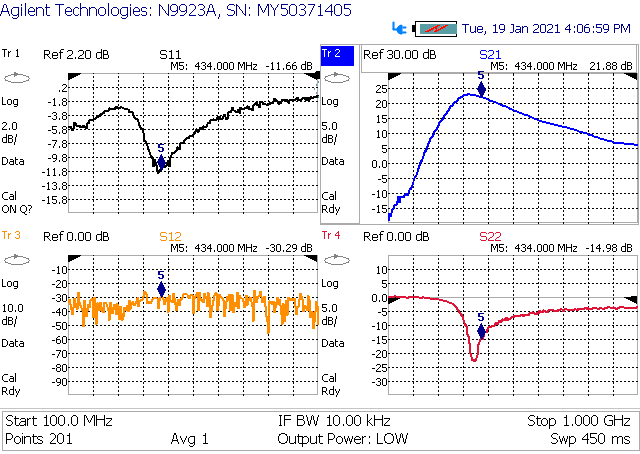 Agilent Technologies: N9923A, SN: MY50371405
Tue, 19 Jan 2021 4:06:59 PM
Tr 1
Ref 2.20 dB
S11
M5: 434.000 MHz -11.66 dB
Log
2.0
dB/
Data
Cal
ON Q?
.2
-1.8
-3.8
-5.8
-7.8
-9.8
-11.8
-13.8
-15.8
5
Tr 2
Ref 30.00 dB
S21
M5: 434.000 MHz 21.88 dB
Log
5.0
dB/
Data
Cal
Rdy
25
20
15
10
5.0
0.0
-5
-10
-15
5
Tr 3
Ref 0.00 dB
S12
M5: 434.000 MHz -30.29 dB
Log
10.0
dB/
Data
Cal
Rdy
-10
-20
-30
-40
-50
-60
-70
-80
-90
5
Tr 4
Ref 0.00 dB
S22
M5: 434.000 MHz -14.98 dB
Log
5.0
dB/
Data
Cal
Rdy
10
5.0
0.0
-5
-10
-15
-20
-25
-30
5
Start 100.0 MHz
IF BW 10.00 kHz
Stop 1.000 GHz
Points 201
Avg 1
Output Power: LOW
Swp 450 ms